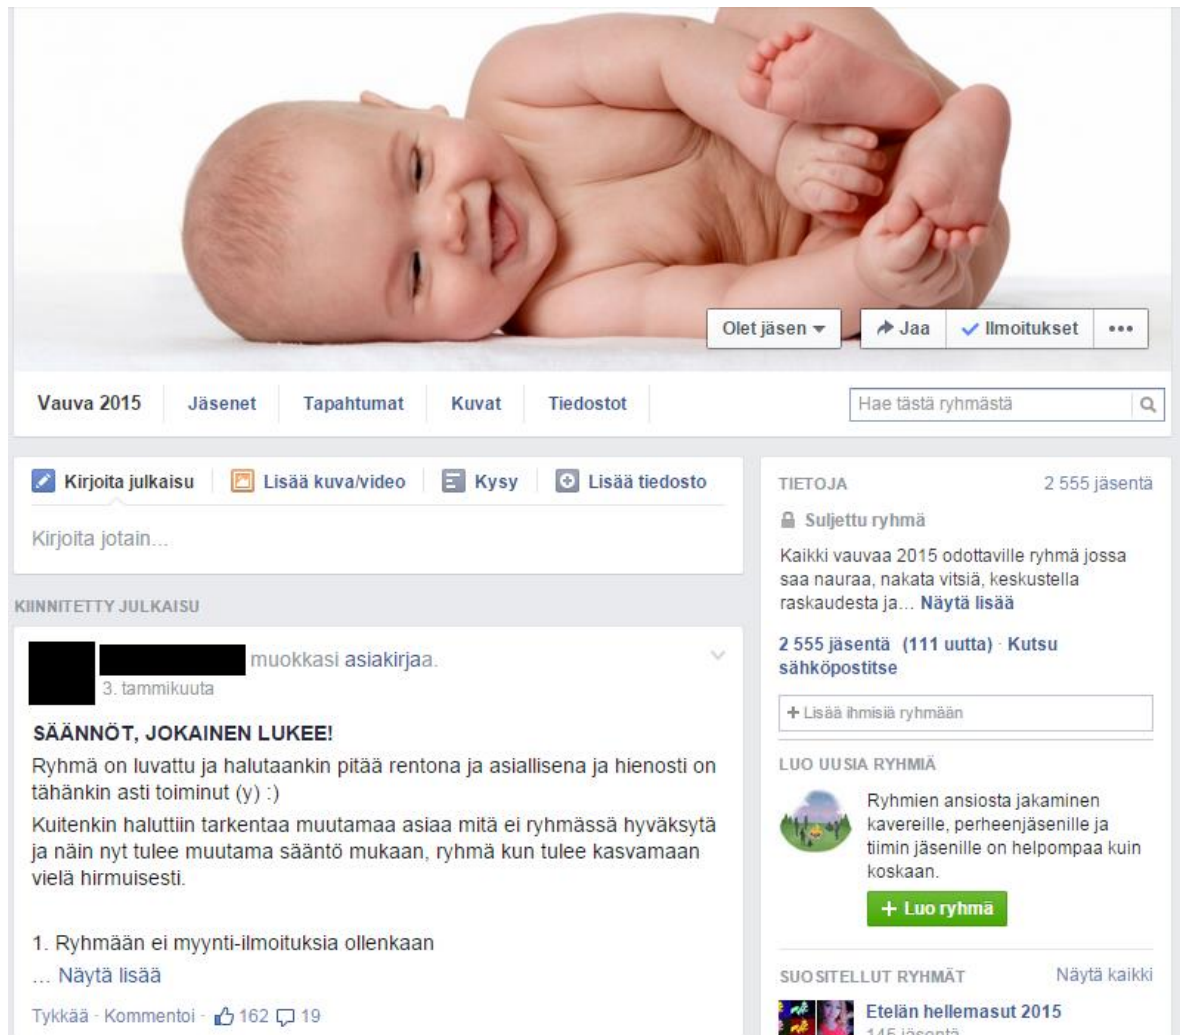 Olet jäsen
Jaa
Ilmoitukset
Vauva 2015
Jäsenet
Tapahtumat
Kuvat
Tiedostot
Hae tästä ryhmästä
Kirjoita julkaisu
Lisää kuva/video
Kysy
Lisää tiedosto
Kirjoita jotain...
KIINNITETTY JULKAISU
muokkasi asiakirjaa.
3. tammikuuta
SÄÄNNÖT, JOKAINEN LUKEE!
Ryhmä on luvattu ja halutaankin pitää rentona ja asiallisena ja hienosti on
tähänkin asti toiminut (y) :)
Kuitenkin haluttiin tarkentaa muutamaa asiaa mitä ei ryhmässä hyväksytä
ja näin nyt tulee muutama sääntö mukaan, ryhmä kun tulee kasvamaan
vielä hirmuisesti.
1. Ryhmään ei myynti-ilmoituksia ollenkaan
... Näytä lisää
Tykkää · Kommentoi · 162 19
TIETOJA
2 555 jäsentä
Suljettu ryhmä
Kaikki vauvaa 2015 odottaville ryhmä jossa
saa nauraa, nakata vitsiä, keskustella
raskaudesta ja... Näytä lisää
2 555 jäsentä (111 uutta) · Kutsu
sähköpostitse
+ Lisää ihmisiä ryhmään
LUO UUSIA RYHMIÄ
Ryhmien ansiosta jakaminen
kavereille, perheenjäsenille ja
tiimin jäsenille on helpompaa kuin
koskaan.
+ Luo ryhmä
SUOSITELLUT RYHMÄT
Näytä kaikki
Etelän hellemasut 2015
145 jäsentä